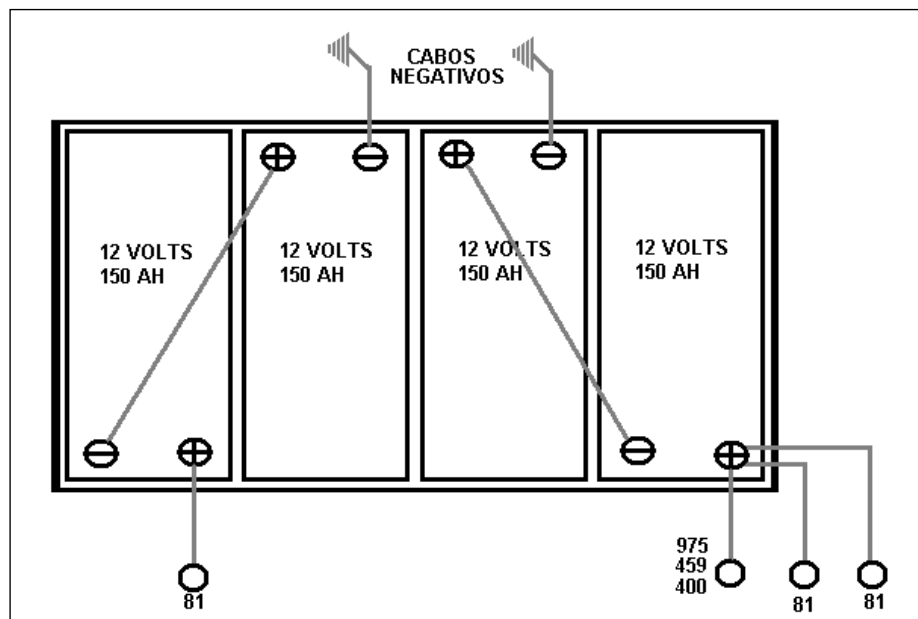 CABOS
NEGATIVOS
12 VOLTS
150 AH
12 VOLTS
150 AH
12 VOLTS
150 AH
12 VOLTS
150 AH
975
459
400
81
81
81